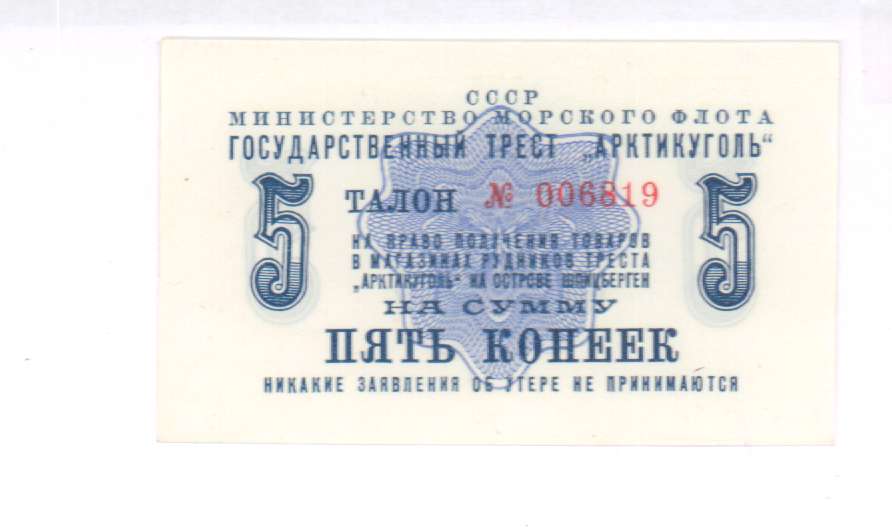 СССР
МИНИСТЕРСТВО МОРСКОГО ФЛОТА
ГОСУДАРСТВЕННЫЙ ТРЕСТ „АРКТИКУГОЛЬ“
5 ТАЛОН № 006819 5
НА ПРАВО ПОЛУЧЕНИЯ ТОВАРОВ
В МАГАЗИНАХ РУДНИКОВ ТРЕСТА
„АРКТИКУГОЛЬ“ НА ОСТРОВЕ ШПИЦБЕРГЕН
НА СУММУ
ПЯТЬ КОПЕЕК
НИКАКИЕ ЗАЯВЛЕНИЯ ОБ УТЕРЕ НЕ ПРИНИМАЮТСЯ